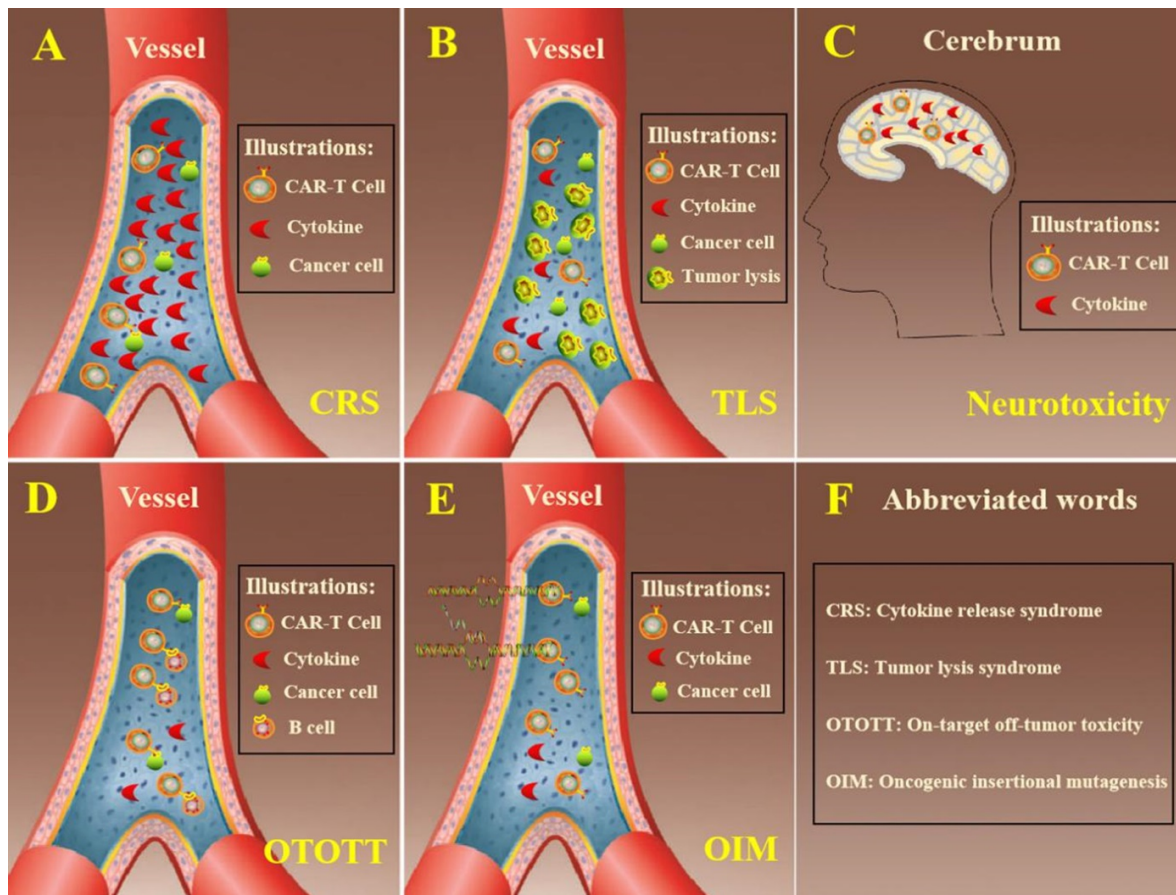 A
Vessel
Illustrations:
CAR-T Cell
Cytokine
Cancer cell
CRS
B
Vessel
Illustrations:
CAR-T Cell
Cytokine
Cancer cell
Tumor lysis
TLS
C
Cerebrum
Illustrations:
CAR-T Cell
Cytokine
Neurotoxicity
D
Vessel
Illustrations:
CAR-T Cell
Cytokine
Cancer cell
B cell
OTOTT
E
Vessel
Illustrations:
CAR-T Cell
Cytokine
Cancer cell
OIM
F
Abbreviated words
CRS: Cytokine release syndrome
TLS: Tumor lysis syndrome
OTOTT: On-target off-tumor toxicity
OIM: Oncogenic insertional mutagenesis